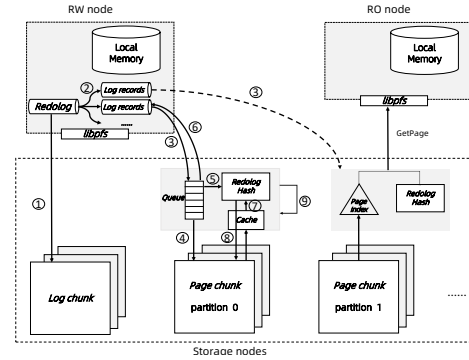 RW node
RO node
Local
Memory
Local
Memory
②
Log records
③
Redolog
Log records
......
libpfs
libpfs
③
⑥
GetPage
①
⑤
Redolog
Hash
Queue
⑦
⑨
Cache
④
⑧
Page
Index
Redolog
Hash
Log chunk
Page chunk
partition 0
Page chunk
partition 1
......
Storage nodes